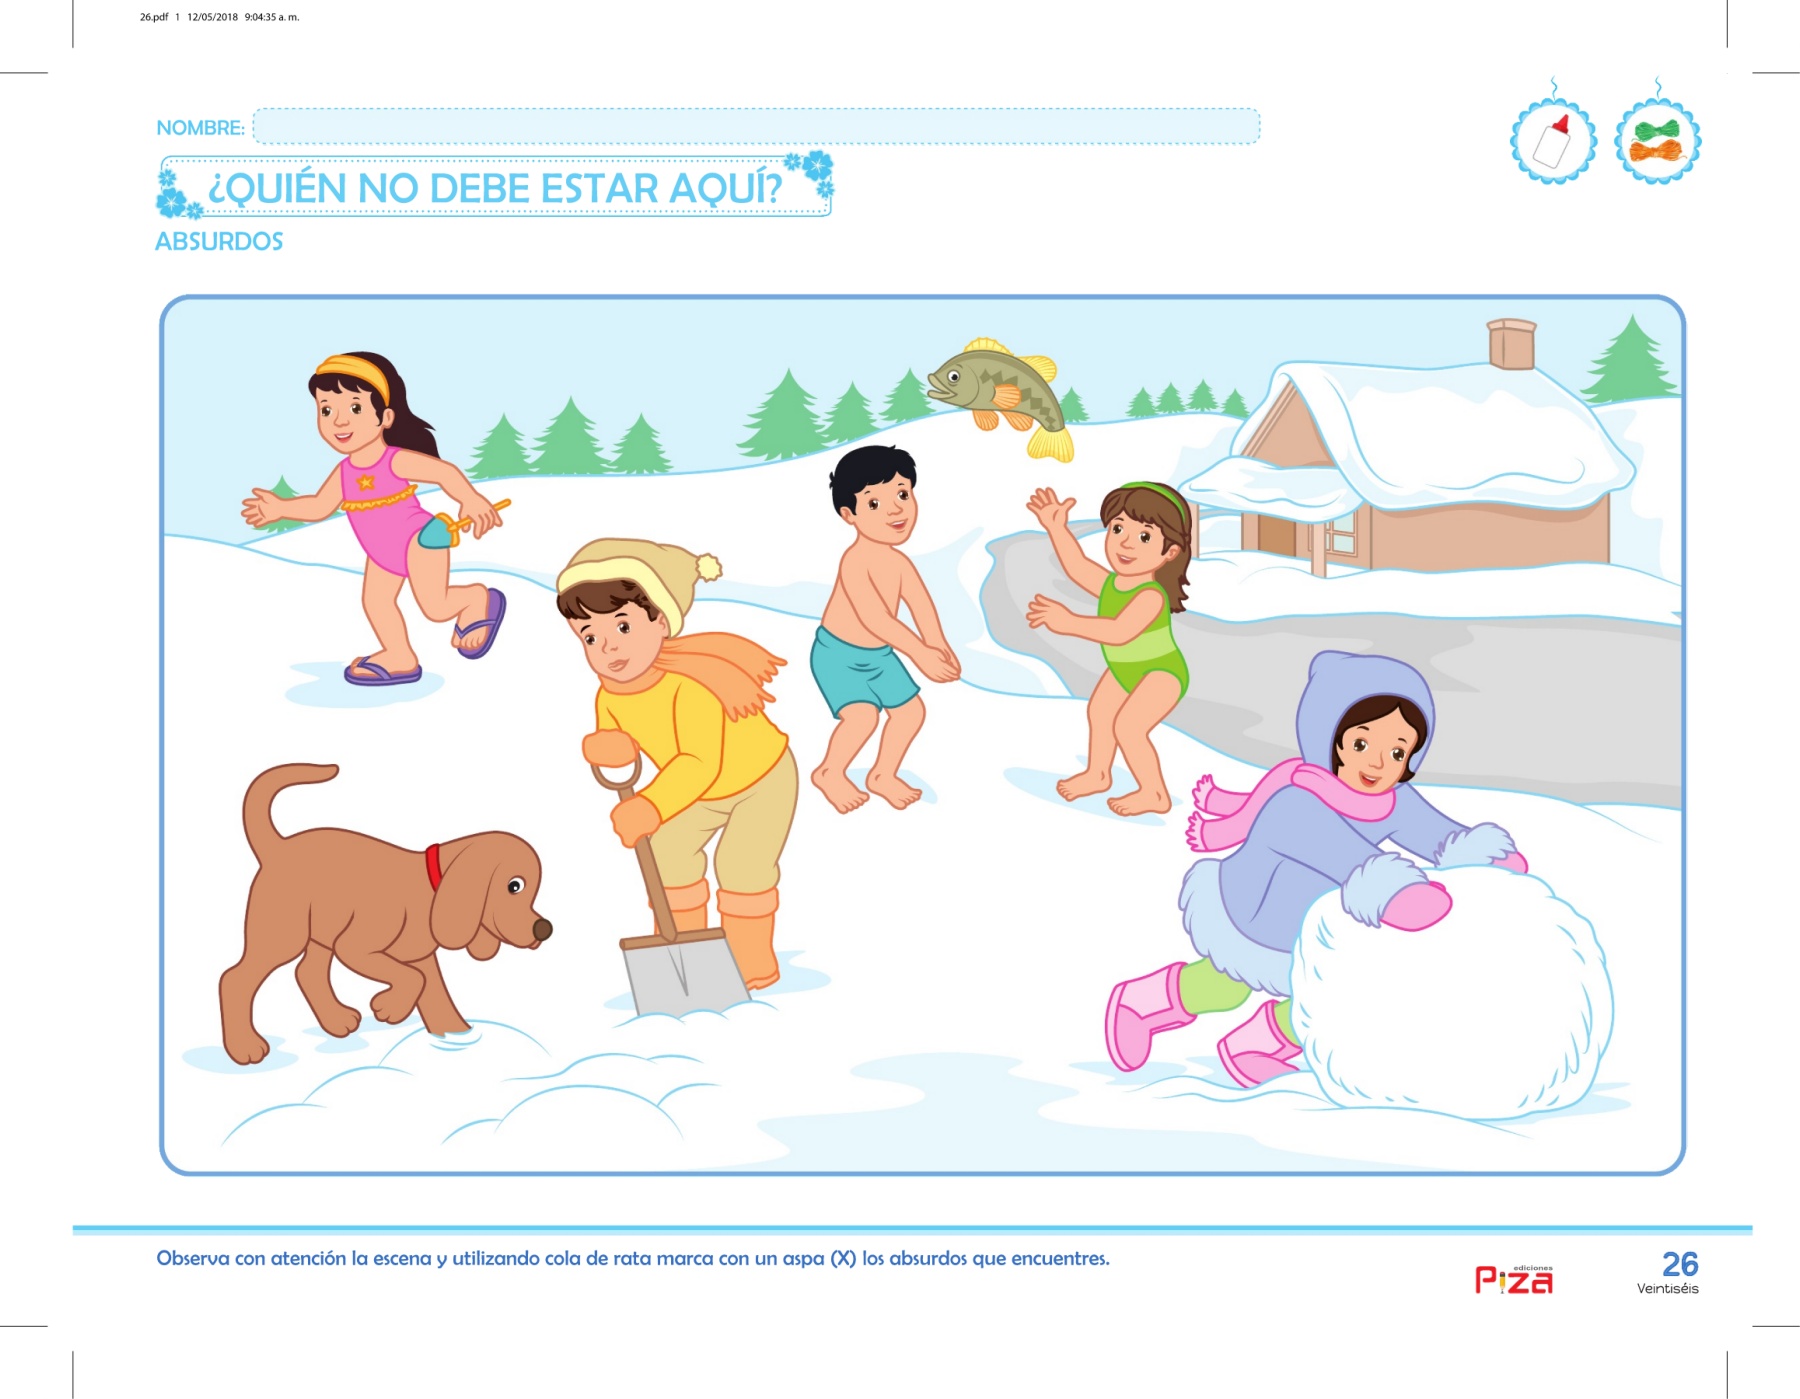 26.pdf 1 12/05/2018 9:04:35 a. m.
NOMBRE:
¿QUIÉN NO DEBE ESTAR AQUÍ?
ABSURDOS
Observa con atención la escena y utilizando cola de rata marca con un aspa (X) los absurdos que encuentres.
ediciones
Piza
26
Veintiséis